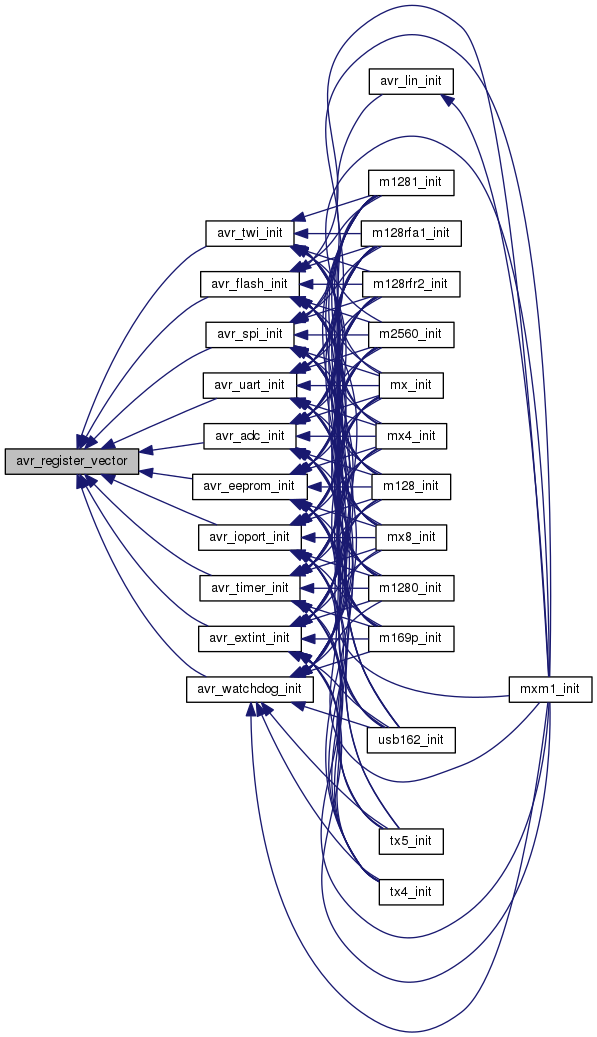 avr_register_vector
avr_twi_init
avr_flash_init
avr_spi_init
avr_uart_init
avr_adc_init
avr_eeprom_init
avr_ioport_init
avr_timer_init
avr_extint_init
avr_watchdog_init
avr_lin_init
m1281_init
m128rfa1_init
m128rfr2_init
m2560_init
mx_init
mx4_init
m128_init
mx8_init
m1280_init
m169p_init
usb162_init
tx5_init
tx4_init
mxm1_init